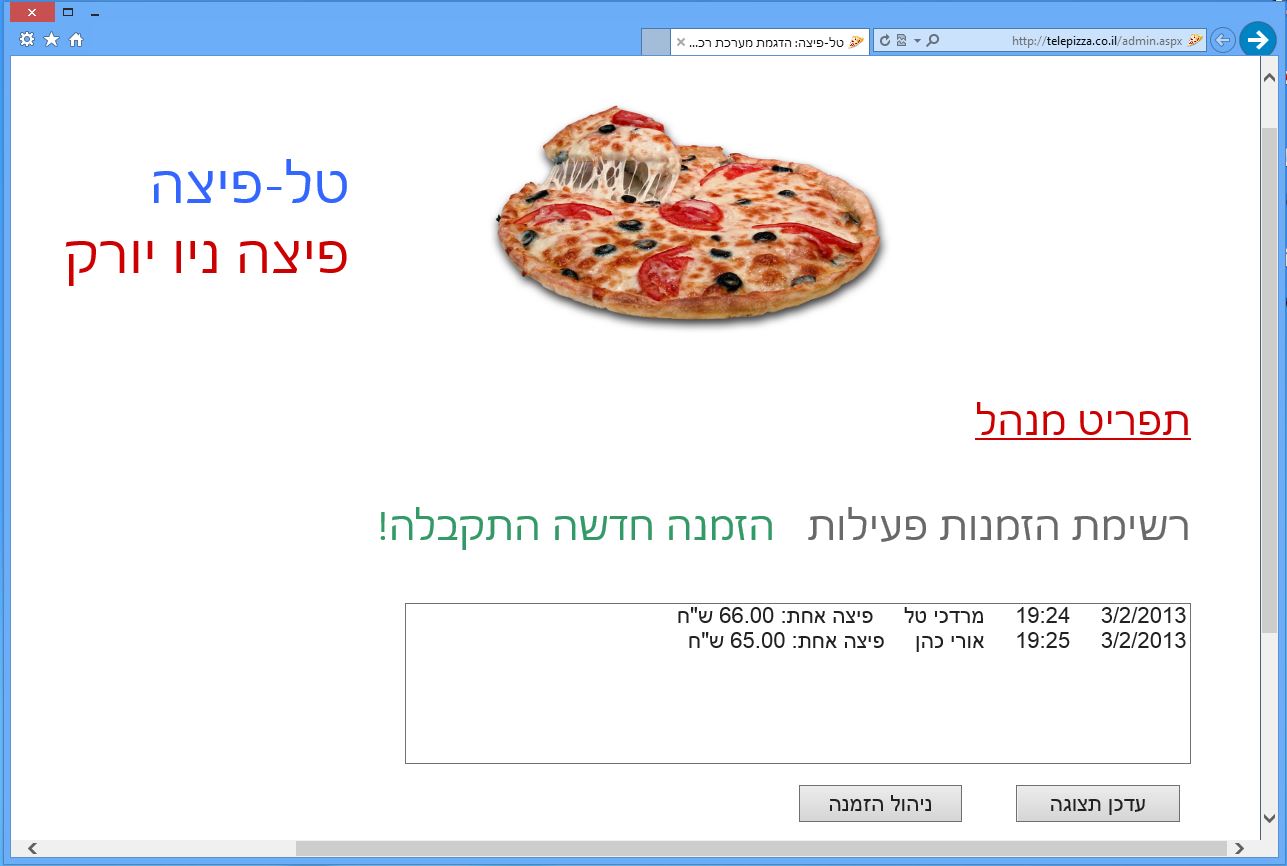 טל-פיצה: הדגמת מערכת רכ...
http://telepizza.co.il/admin.aspx
טל-פיצה
פיצה ניו יורק
תפריט מנהל
רשימת הזמנות פעילות הזמנה חדשה התקבלה!
3/2/2013 19:24 מרדכי טל פיצה אחת: 66.00 ש"ח
3/2/2013 19:25 אורי כהן פיצה אחת: 65.00 ש"ח
עדכן תצוגה ניהול הזמנה